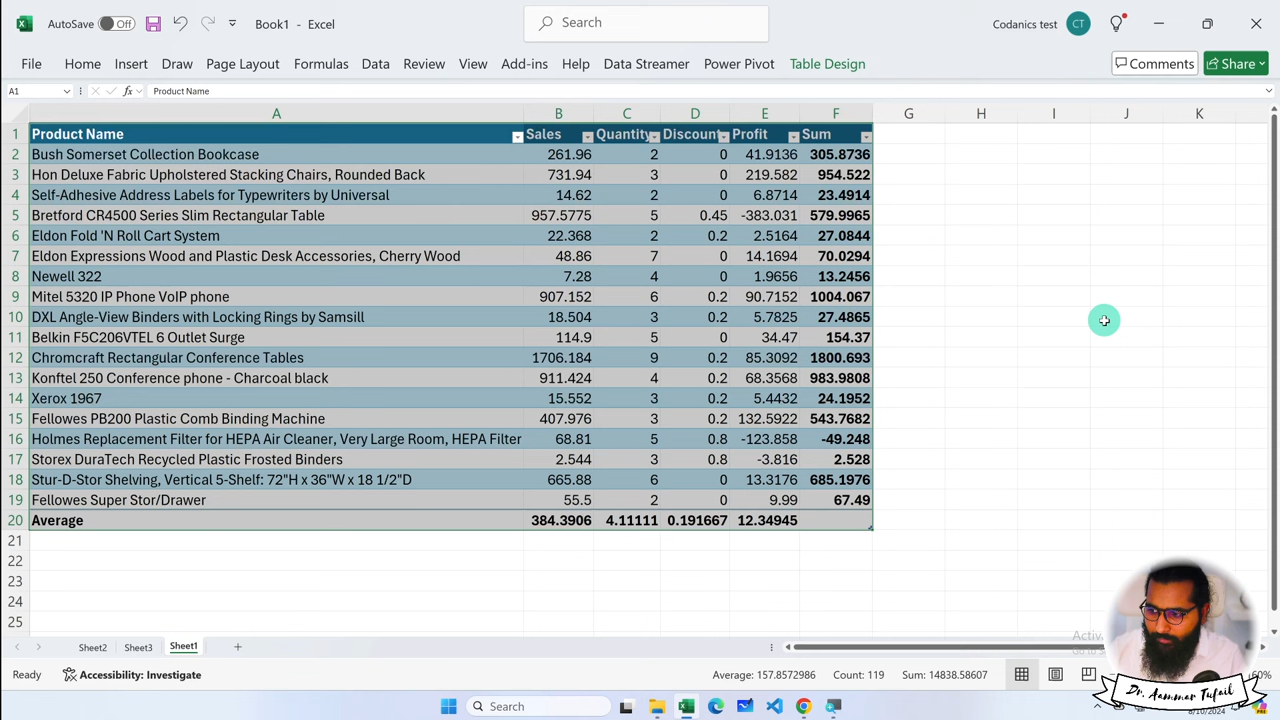 AutoSave Off Book1 - Excel Search Codanics test CT
File Home Insert Draw Page Layout Formulas Data Review View Add-ins Help Data Streamer Power Pivot Table Design Comments Share
A1 fx Product Name
A B C D E F G H I J K
1 Product Name Sales Quantity Discount Profit Sum
2 Bush Somerset Collection Bookcase 261.96 2 0 41.9136 305.8736
3 Hon Deluxe Fabric Upholstered Stacking Chairs, Rounded Back 731.94 3 0 219.582 954.522
4 Self-Adhesive Address Labels for Typewriters by Universal 14.62 2 0 6.8714 23.4914
5 Bretford CR4500 Series Slim Rectangular Table 957.5775 5 0.45 -383.031 579.9965
6 Eldon Fold 'N Roll Cart System 22.368 2 0.2 2.5164 27.0844
7 Eldon Expressions Wood and Plastic Desk Accessories, Cherry Wood 48.86 7 0 14.1694 70.0294
8 Newell 322 7.28 4 0 1.9656 13.2456
9 Mitel 5320 IP Phone VoIP phone 907.152 6 0.2 90.7152 1004.067
10 DXL Angle-View Binders with Locking Rings by Samsill 18.504 3 0.2 5.7825 27.4865
11 Belkin F5C206VTEL 6 Outlet Surge 114.9 5 0 34.47 154.37
12 Chromcraft Rectangular Conference Tables 1706.184 9 0.2 85.3092 1800.693
13 Konftel 250 Conference phone - Charcoal black 911.424 4 0.2 68.3568 983.9808
14 Xerox 1967 15.552 3 0.2 5.4432 24.1952
15 Fellowes PB200 Plastic Comb Binding Machine 407.976 3 0.2 132.5922 543.7682
16 Holmes Replacement Filter for HEPA Air Cleaner, Very Large Room, HEPA Filter 68.81 5 0.8 -123.858 -49.248
17 Storex DuraTech Recycled Plastic Frosted Binders 2.544 3 0.8 -3.816 2.528
18 Stur-D-Stor Shelving, Vertical 5-Shelf: 72"H x 36"W x 18 1/2"D 665.88 6 0 13.3176 685.1976
19 Fellowes Super Stor/Drawer 55.5 2 0 9.99 67.49
20 Average 384.3906 4.11111 0.191667 12.34945
21
22
23
24
25
Sheet2 Sheet3 Sheet1
Ready Accessibility: Investigate Average: 157.8572986 Count: 119 Sum: 14838.58607
Dr. Aammar Tufail
Search